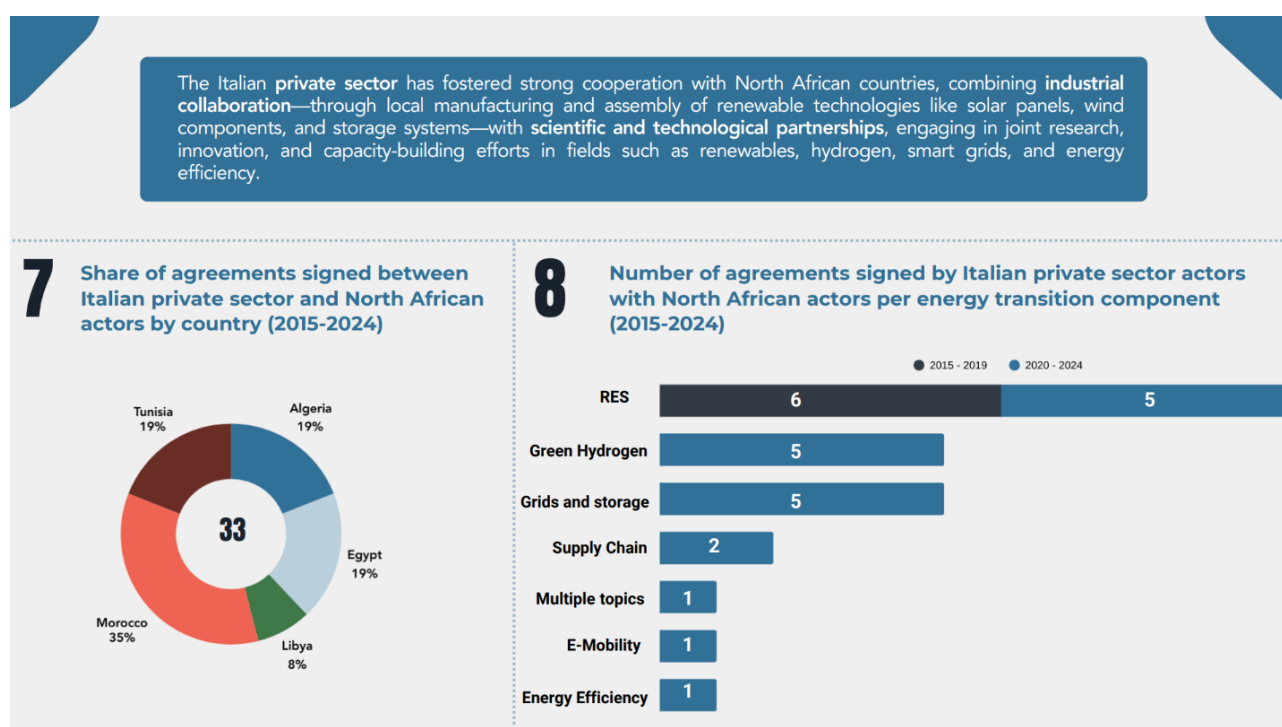 The Italian private sector has fostered strong cooperation with North African countries, combining industrial
collaboration—through local manufacturing and assembly of renewable technologies like solar panels, wind
components, and storage systems—with scientific and technological partnerships, engaging in joint research,
innovation, and capacity-building efforts in fields such as renewables, hydrogen, smart grids, and energy
efficiency.
7
Share of agreements signed between
Italian private sector and North African
actors by country (2015-2024)
Tunisia
19%
Algeria
19%
33
Egypt
19%
Morocco
35%
Libya
8%
8
Number of agreements signed by Italian private sector actors
with North African actors per energy transition component
(2015-2024)
2015 - 2019 2020 - 2024
RES 6 5
Green Hydrogen 5
Grids and storage 5
Supply Chain 2
Multiple topics 1
E-Mobility 1
Energy Efficiency 1